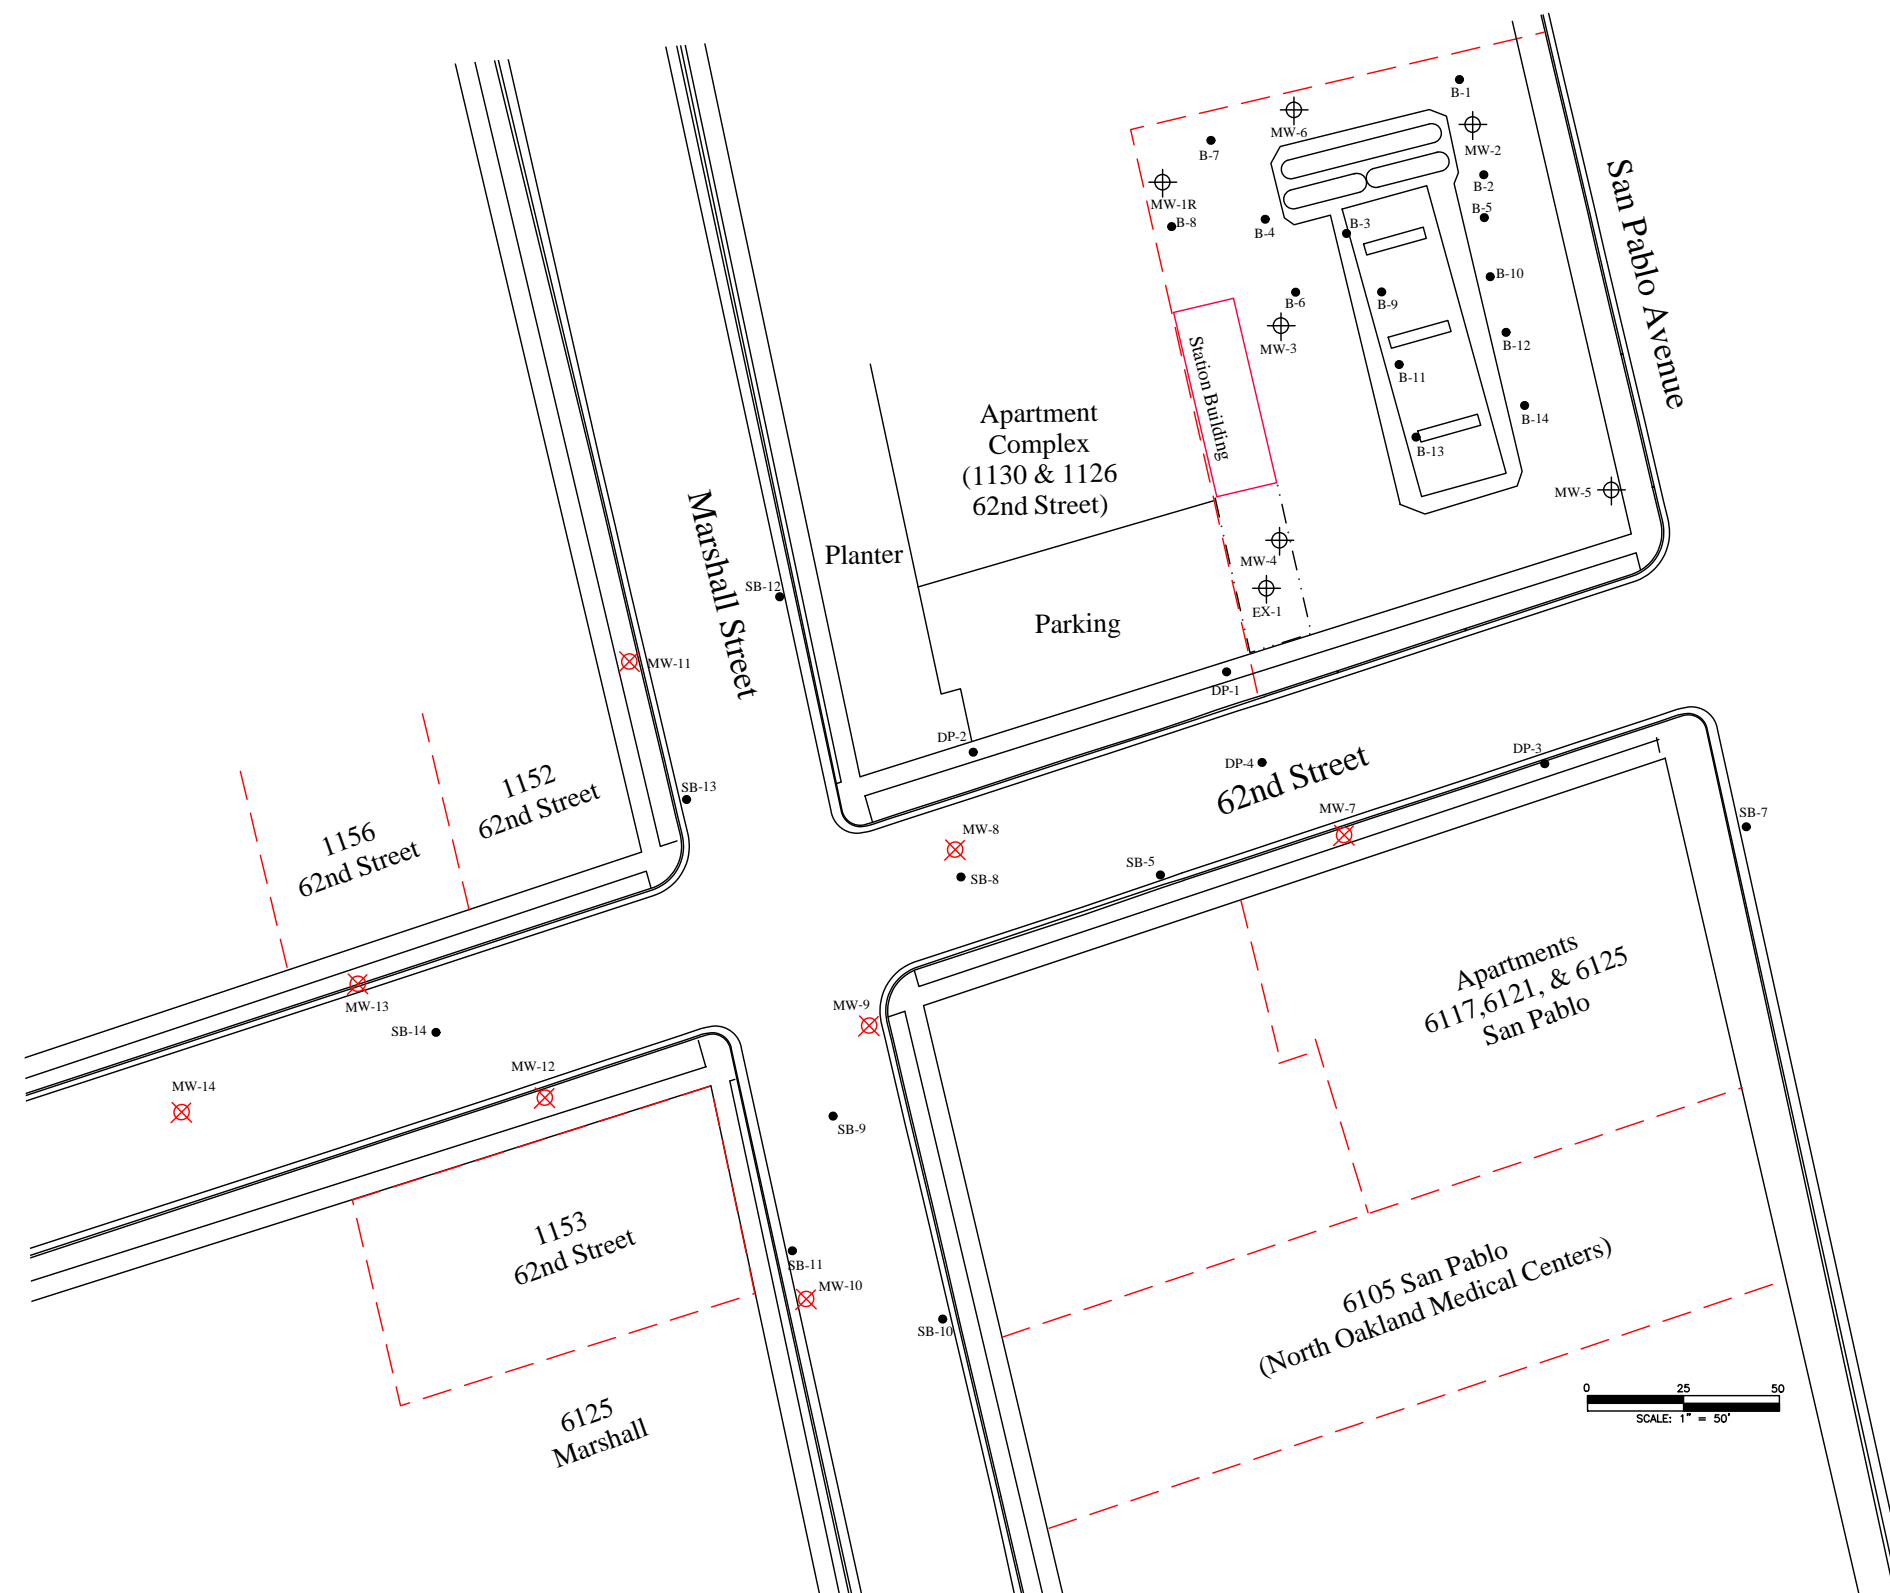 B-1
MW-6
MW-2
B-7
B-2
MW-1R
B-5
B-8
B-4
B-3
San Pablo Avenue
B-10
B-6
B-9
B-12
MW-3
Station Building
B-11
B-14
B-13
Apartment
Complex
(1130 & 1126
62nd Street)
MW-5
Marshall Street
Planter
MW-4
SB-12
EX-1
Parking
MW-11
DP-1
DP-2
DP-3
DP-4
62nd Street
SB-13
1152
62nd Street
MW-7
SB-7
MW-8
1156
62nd Street
SB-5
SB-8
Apartments
6117,6121, & 6125
San Pablo
MW-13
MW-9
SB-14
MW-12
MW-14
SB-9
1153
62nd Street
SB-11
MW-10
SB-10
6105 San Pablo
(North Oakland Medical Centers)
6125
Marshall
0 25 50
SCALE: 1" = 50'